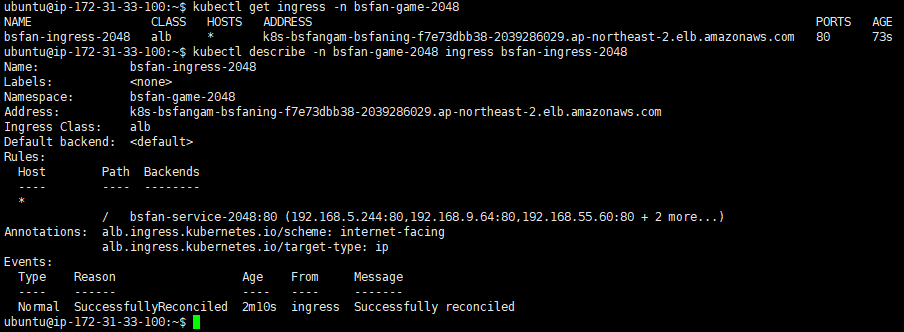 ubuntu@ip-172-31-33-100:~$ kubectl get ingress -n bsfan-game-2048
NAME                 CLASS   HOSTS   ADDRESS                                                                       PORTS   AGE
bsfan-ingress-2048   alb     *       k8s-bsfangam-bsfaning-f7e73dbb38-2039286029.ap-northeast-2.elb.amazonaws.com   80      73s
ubuntu@ip-172-31-33-100:~$ kubectl describe -n bsfan-game-2048 ingress bsfan-ingress-2048
Name:             bsfan-ingress-2048
Labels:           <none>
Namespace:        bsfan-game-2048
Address:          k8s-bsfangam-bsfaning-f7e73dbb38-2039286029.ap-northeast-2.elb.amazonaws.com
Ingress Class:    alb
Default backend:  <default>
Rules:
  Host        Path  Backends
  ----        ----  --------
  *
              /   bsfan-service-2048:80 (192.168.5.244:80,192.168.9.64:80,192.168.55.60:80 + 2 more...)
Annotations:  alb.ingress.kubernetes.io/scheme: internet-facing
              alb.ingress.kubernetes.io/target-type: ip
Events:
  Type    Reason                  Age    From     Message
  ----    ------                  ----   ----     -------
  Normal  SuccessfullyReconciled  2m10s  ingress  Successfully reconciled
ubuntu@ip-172-31-33-100:~$